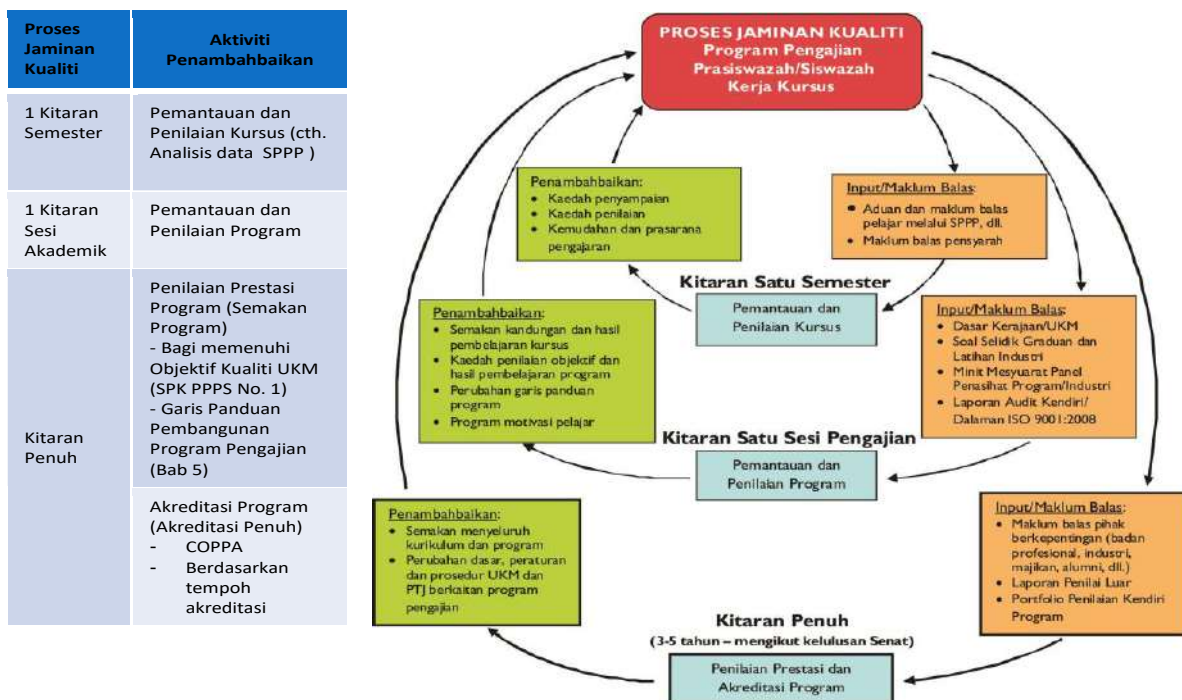 Proses
Jaminan
Kualiti
Aktiviti
Penambahbaikan
1 Kitaran
Semester
Pemantauan dan
Penilaian Kursus (cth.
Analisis data SPPP )
1 Kitaran
Sesi
Akademik
Pemantauan dan
Penilaian Program
Kitaran
Penuh
Penilaian Prestasi
Program (Semakan
Program)
- Bagi memenuhi
Objektif Kualiti UKM
(SPK PPPS No. 1)
- Garis Panduan
Pembangunan
Program Pengajian
(Bab 5)
Akreditasi Program
(Akreditasi Penuh)
- COPPA
- Berdasarkan
tempoh
akreditasi
PROSES JAMINAN KUALITI
Program Pengajian
Prasiswazah/Siswazah
Kerja Kursus
Penambahbaikan:
• Kaedah penyampaian
• Kaedah penilaian
• Kemudahan dan prasarana
pengajaran
Input/Maklum Balas:
• Aduan dan maklum balas
pelajar melalui SPPP, dll.
• Maklum balas pensyarah
Kitaran Satu Semester
Pemantauan dan
Penilaian Kursus
Penambahbaikan:
• Semakan kandungan dan hasil
pembelajaran kursus
• Kaedah penilaian objektif dan
hasil pembelajaran program
• Perubahan garis panduan
program
• Program motivasi pelajar
Input/Maklum Balas:
• Dasar Kerajaan/UKM
• Soal Selidik Graduan dan
Latihan Industri
• Minit Mesyuarat Panel
Penasihat Program/Industri
• Laporan Audit Kendiri/
Dalaman ISO 9001:2008
Kitaran Satu Sesi Pengajian
Pemantauan dan
Penilaian Program
Penambahbaikan:
• Semakan menyeluruh
kurikulum dan program
• Perubahan dasar, peraturan
dan prosedur UKM dan
PTJ berkaitan program
pengajian
Input/Maklum Balas:
• Maklum balas pihak
berkepentingan (badan
profesional, industri,
majikan, alumni, dll.)
• Laporan Penilai Luar
• Portfolio Penilaian Kendiri
Program
Kitaran Penuh
(3-5 tahun – mengikut kelulusan Senat)
Penilaian Prestasi dan
Akreditasi Program